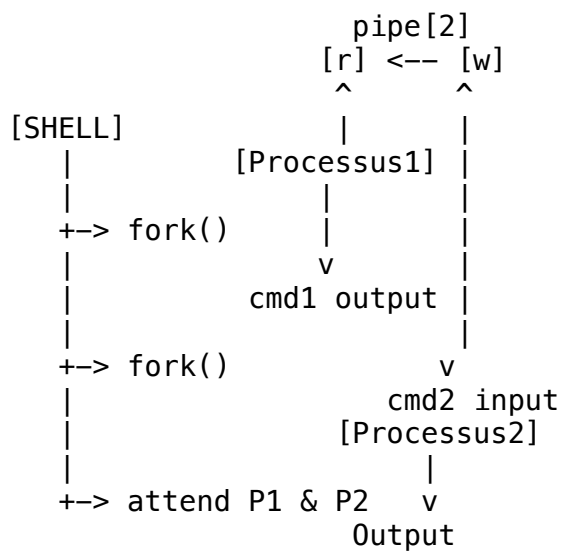 pipe[2]
[r] <-- [w]
^ ^
[SHELL] | |
| [Processus1] |
| | |
+-> fork() | |
| v |
| cmd1 output |
| |
+-> fork() v
| cmd2 input
| [Processus2]
| |
+-> attend P1 & P2 v
Output